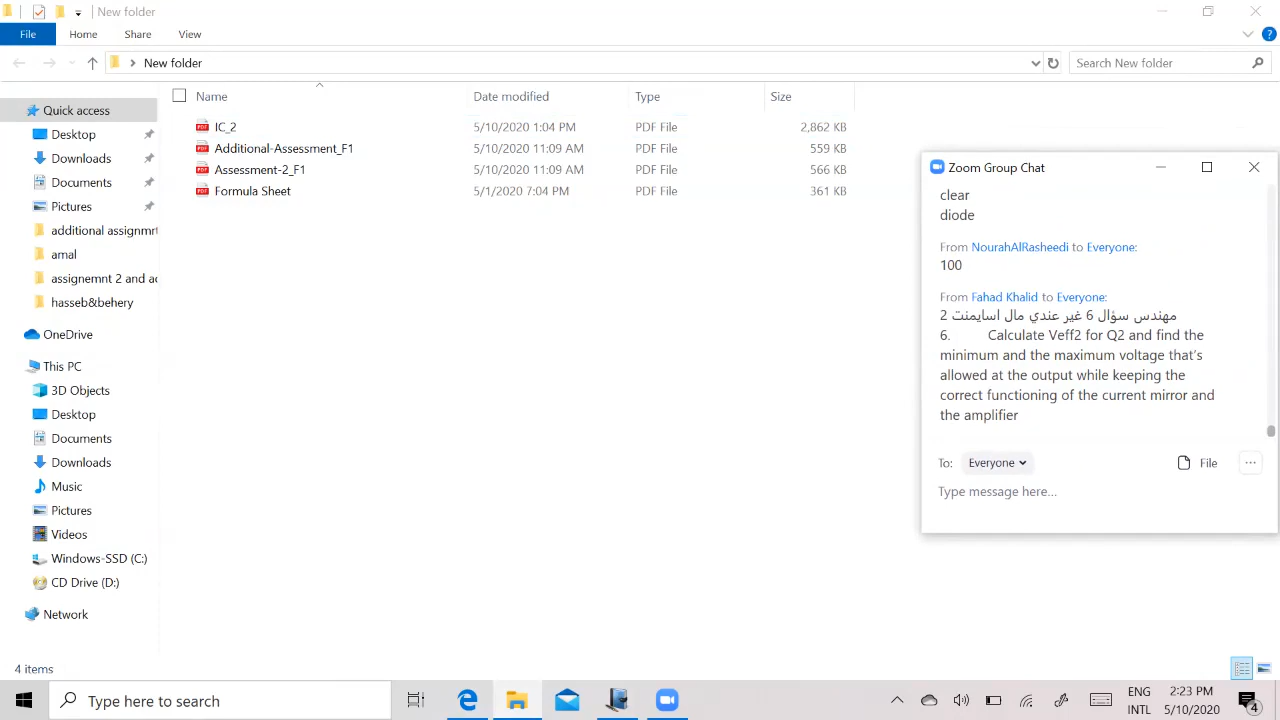 New folder
File Home Share View
New folder
Search New folder
Name Date modified Type Size
IC_2 5/10/2020 1:04 PM PDF File 2,862 KB
Additional-Assessment_F1 5/10/2020 11:09 AM PDF File 559 KB
Assessment-2_F1 5/10/2020 11:09 AM PDF File 566 KB
Formula Sheet 5/1/2020 7:04 PM PDF File 361 KB
Quick access
Desktop
Downloads
Documents
Pictures
additional assignmrt
amal
assignemnt 2 and ac
hasseb&behery
OneDrive
This PC
3D Objects
Desktop
Documents
Downloads
Music
Pictures
Videos
Windows-SSD (C:)
CD Drive (D:)
Network
4 items
Zoom Group Chat
clear
diode
From NourahAlRasheedi to Everyone:
100
From Fahad Khalid to Everyone:
مهندس سؤال 6 غير عندي مال اسايمنت 2
6. Calculate Veff2 for Q2 and find the
minimum and the maximum voltage that's
allowed at the output while keeping the
correct functioning of the current mirror and
the amplifier
To: Everyone File
Type message here...
Type here to search
ENG
INTL
2:23 PM
5/10/2020
4